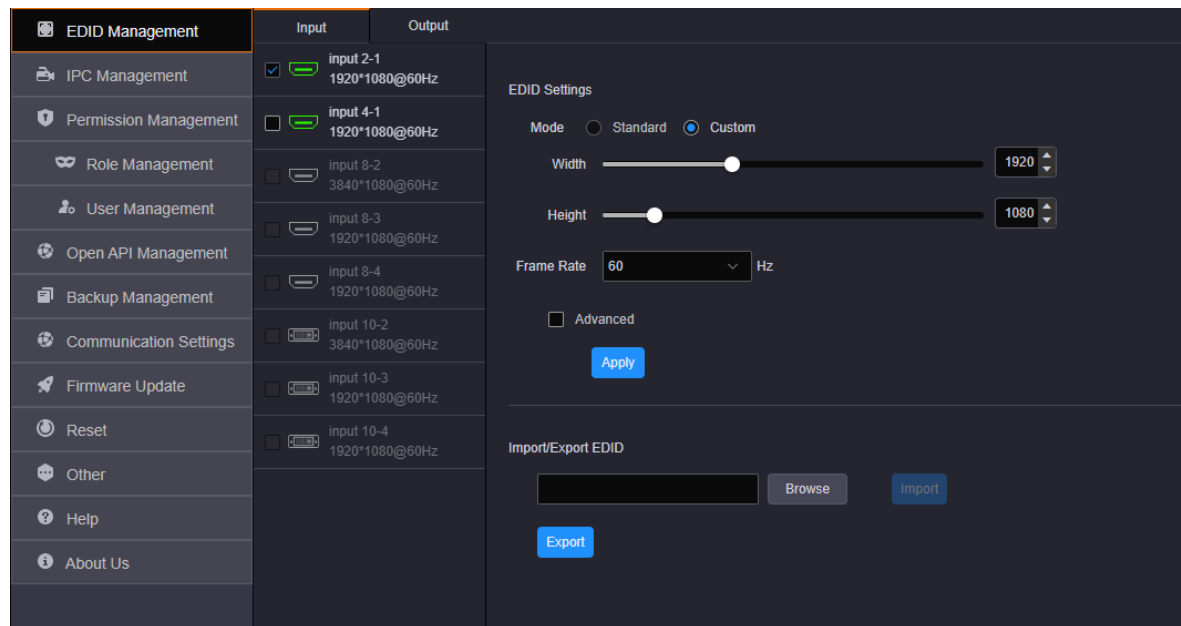 EDID Management
IPC Management
Permission Management
Role Management
User Management
Open API Management
Backup Management
Communication Settings
Firmware Update
Reset
Other
Help
About Us
Input
Output
input 2-1
1920*1080@60Hz
input 4-1
1920*1080@60Hz
input 8-2
3840*1080@60Hz
input 8-3
1920*1080@60Hz
input 8-4
1920*1080@60Hz
input 10-2
3840*1080@60Hz
input 10-3
1920*1080@60Hz
input 10-4
1920*1080@60Hz
EDID Settings
Mode Standard Custom
Width 1920
Height 1080
Frame Rate 60 Hz
Advanced
Apply
Import/Export EDID
Browse Import
Export